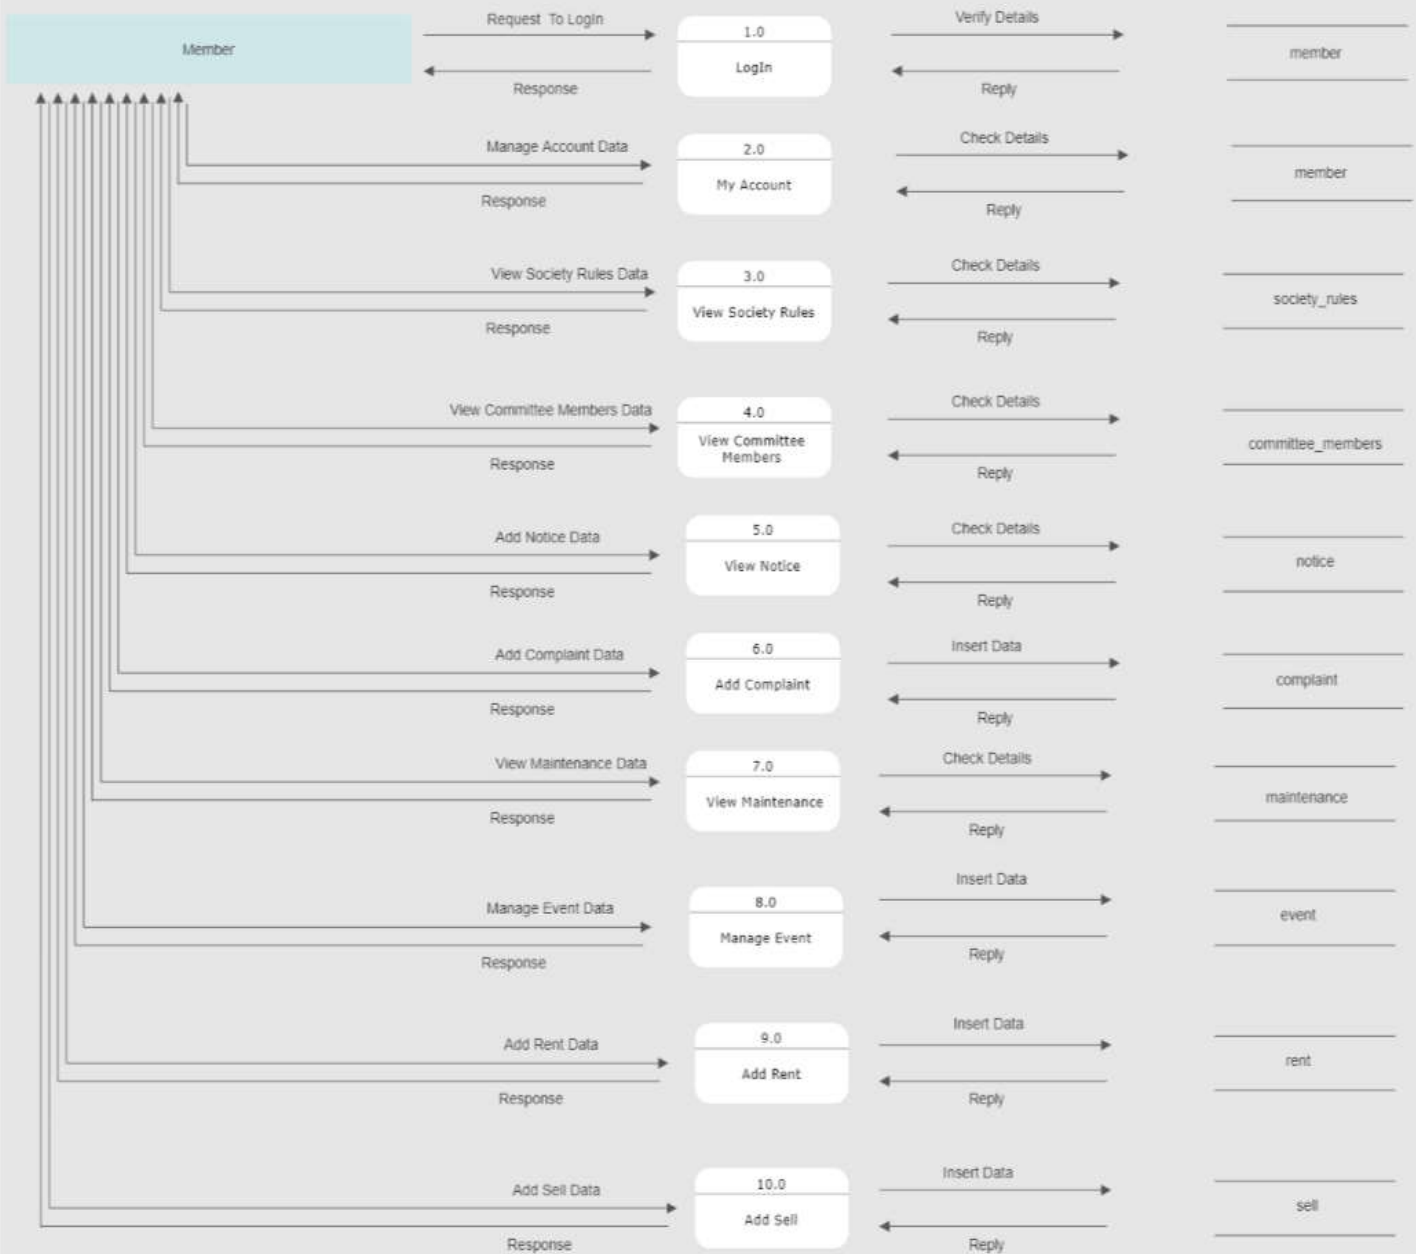 Member
Request To LogIn
Response
1.0
LogIn
Verify Details
Reply
member
Manage Account Data
Response
2.0
My Account
Check Details
Reply
member
View Society Rules Data
Response
3.0
View Society Rules
Check Details
Reply
society_rules
View Committee Members Data
Response
4.0
View Committee
Members
Check Details
Reply
committee_members
Add Notice Data
Response
5.0
View Notice
Check Details
Reply
notice
Add Complaint Data
Response
6.0
Add Complaint
Insert Data
Reply
complaint
View Maintenance Data
Response
7.0
View Maintenance
Check Details
Reply
maintenance
Manage Event Data
Response
8.0
Manage Event
Insert Data
Reply
event
Add Rent Data
Response
9.0
Add Rent
Insert Data
Reply
rent
Add Sell Data
Response
10.0
Add Sell
Insert Data
Reply
sell